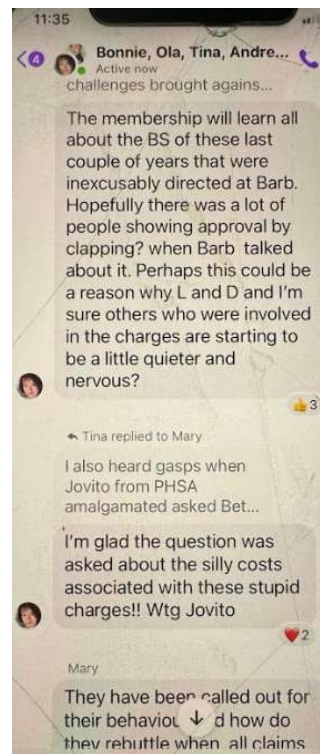 11:35
4
Bonnie, Ola, Tina, Andre...
Active now
challenges brought agains...
The membership will learn all
about the BS of these last
couple of years that were
inexcusably directed at Barb.
Hopefully there was a lot of
people showing approval by
clapping? when Barb talked
about it. Perhaps this could be
a reason why L and D and I'm
sure others who were involved
in the charges are starting to
be a little quieter and
nervous?
3
Tina replied to Mary
I also heard gasps when
Jovito from PHSA
amalgamated asked Bet...
I'm glad the question was
asked about the silly costs
associated with these stupid
charges!! Wtg Jovito
2
Mary
They have been called out for
their behaviou d how do
they rebuttle when all claims